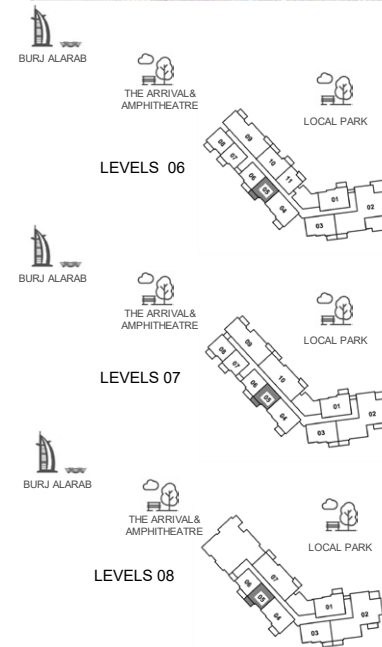 BURJ ALARAB
THE ARRIVAL&
AMPHITHEATRE
LOCAL PARK
LEVELS 06
08
07
09
06
05
10
11
04
01
02
03
BURJ ALARAB
THE ARRIVAL&
AMPHITHEATRE
LOCAL PARK
LEVELS 07
08
07
09
06
05
10
04
01
02
03
BURJ ALARAB
THE ARRIVAL&
AMPHITHEATRE
LOCAL PARK
LEVELS 08
06
05
07
04
01
02
03